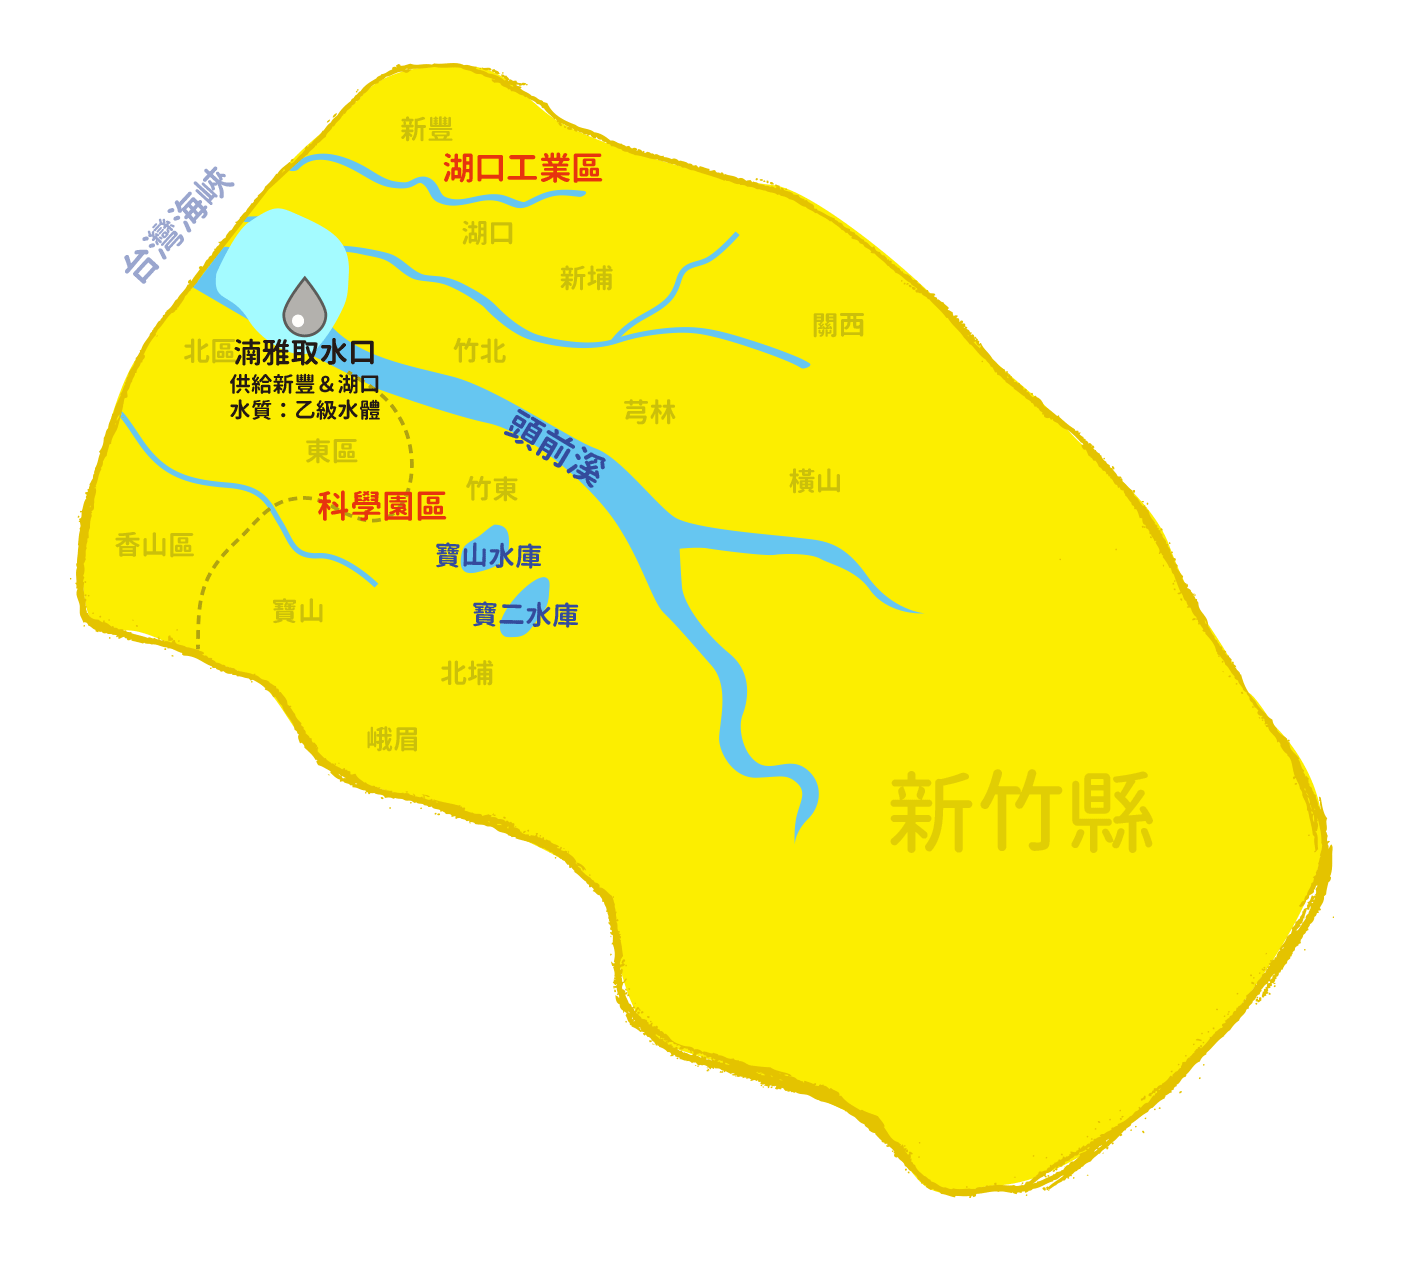 新豐
湖口工業區
台灣海峽
湖口
新埔
關西
北區
湳雅取水口
供給新豐＆湖口
水質：乙級水體
竹北
芎林
頭前溪
東區
橫山
竹東
科學園區
香山區
寶山水庫
寶山
寶二水庫
北埔
峨眉
新竹縣